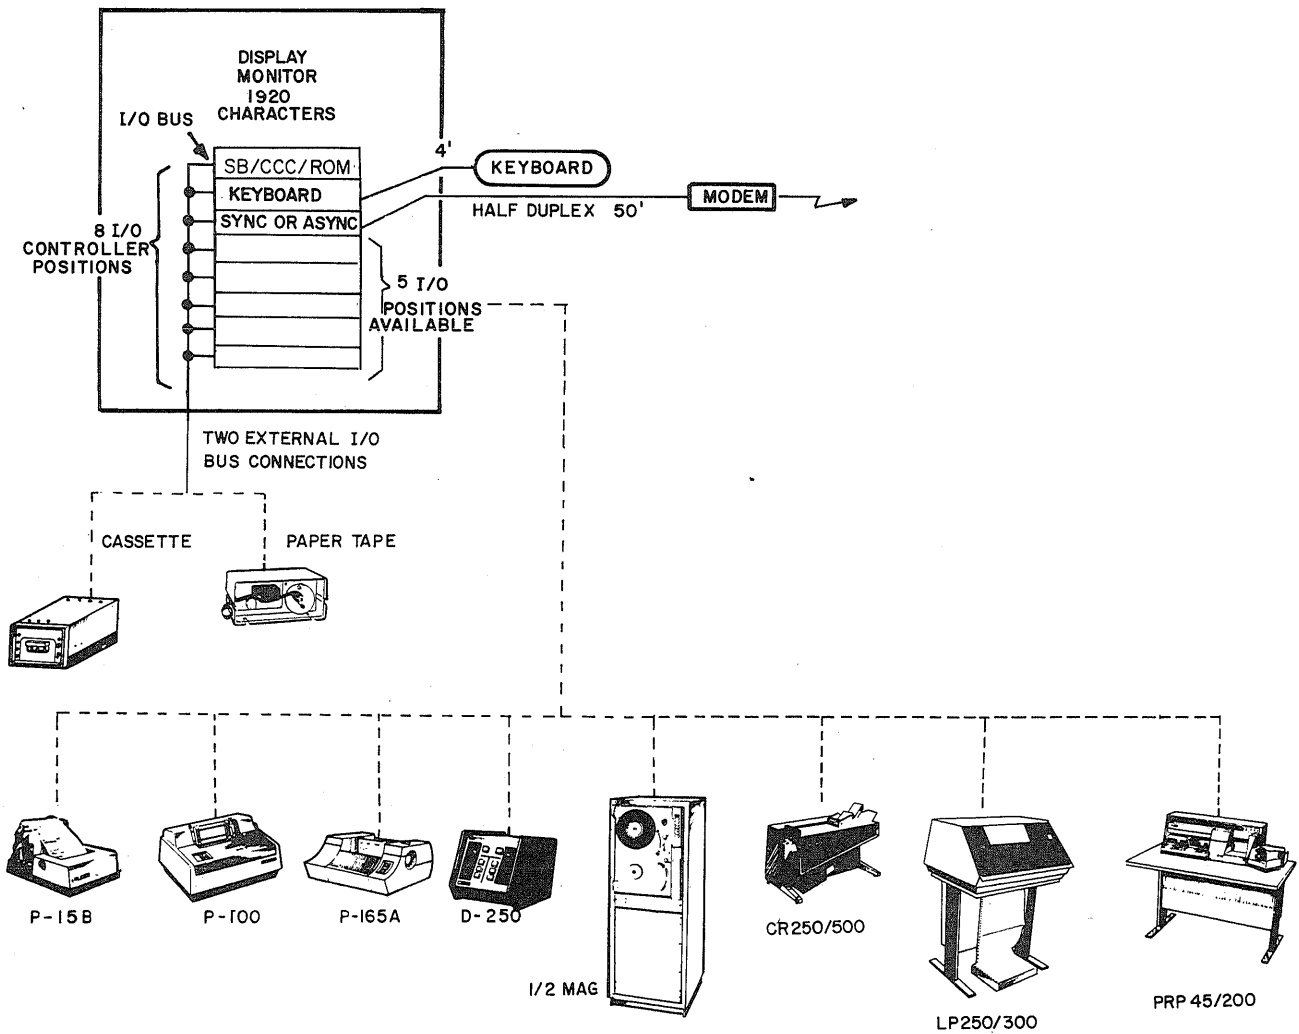 DISPLAY
MONITOR
1920
CHARACTERS
I/O BUS
SB/CCC/ROM
KEYBOARD
SYNC OR ASYNC
4'
KEYBOARD
HALF DUPLEX 50'
MODEM
8 I/O
CONTROLLER
POSITIONS
5 I/O
POSITIONS
AVAILABLE
TWO EXTERNAL I/O
BUS CONNECTIONS
CASSETTE
PAPER TAPE
P-15B
P-100
P-165A
D-250
1/2 MAG
CR250/500
LP250/300
PRP 45/200